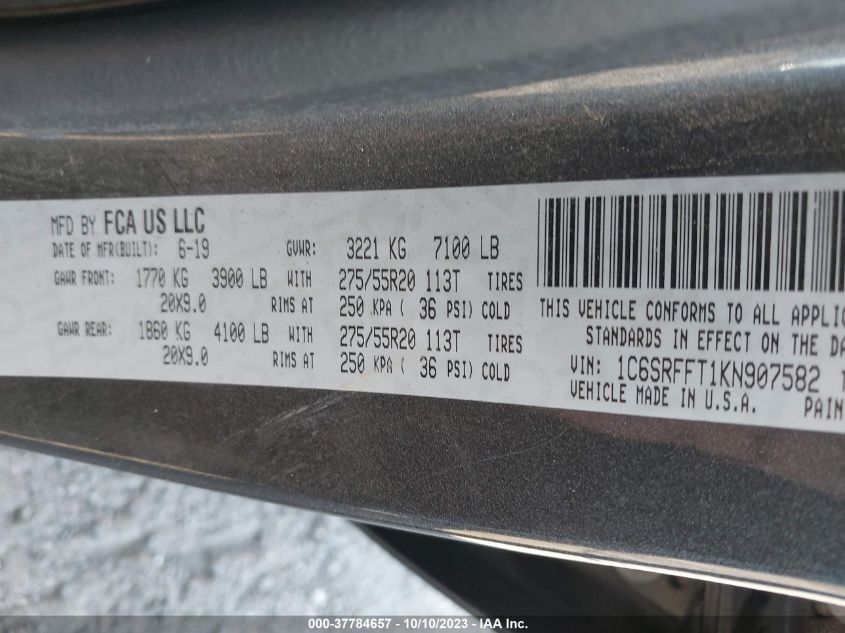 MFD BY FCA US LLC
DATE OF MFR(BUILT): 6-19 GVWR: 3221 KG 7100 LB
GAWR FRONT: 1770 KG 3900 LB WITH 275/55R20 113T TIRES
20X9.0 RIMS AT 250 KPA ( 36 PSI) COLD
GAWR REAR: 1860 KG 4100 LB WITH 275/55R20 113T TIRES
20X9.0 RIMS AT 250 KPA ( 36 PSI) COLD
THIS VEHICLE CONFORMS TO ALL APPLIC
STANDARDS IN EFFECT ON THE DA
VIN: 1C6SRFFT1KN907582
VEHICLE MADE IN U.S.A. PAIN
000-37784657 - 10/10/2023 - IAA Inc.